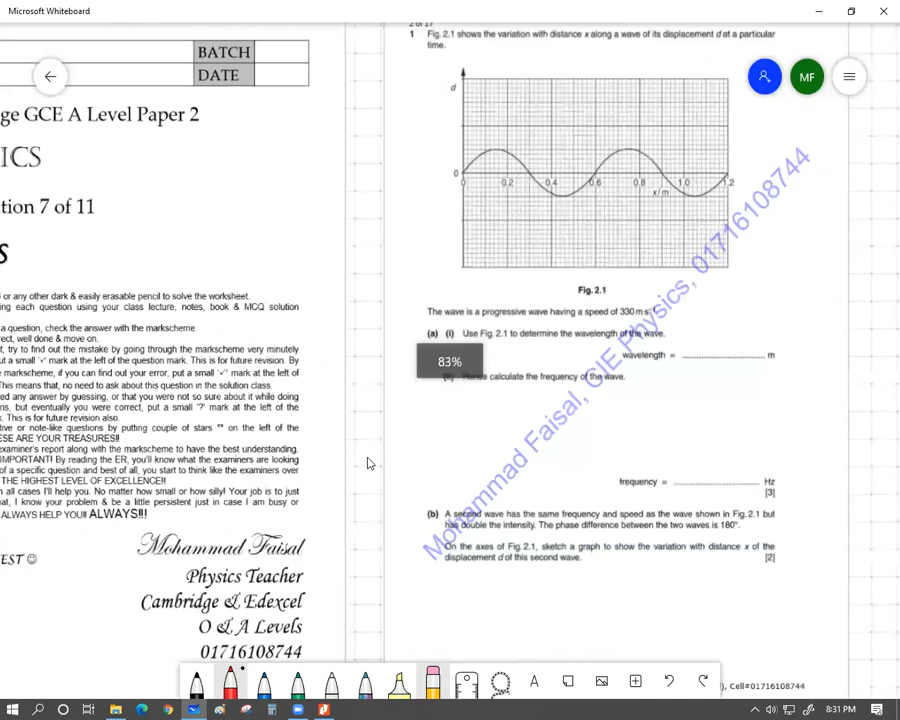 Microsoft Whiteboard
BATCH
DATE
ge GCE A Level Paper 2
ICS
tion 7 of 11
s
or any other dark & easily erasable pencil to solve the worksheet.
ing each question using your class lecture, notes, book & MCQ solution
a question, check the answer with the markscheme.
rect, well done & move on.
t, try to find out the mistake by going through the markscheme very minutely
ut a small '×' mark at the left of the question mark. This is for future revision. By
e markscheme, if you can find out your error, put a small '✓' mark at the left of
This means that, no need to ask about this question in the solution class.
red any answer by guessing, or that you were not so sure about it while doing
ns, but eventually you were correct, put a small '?' mark at the left of the
k. This is for future revision also.
tive or note-like questions by putting couple of stars ** on the left of the
ESE ARE YOUR TREASURES!!
examiner's report along with the markscheme to have the best understanding.
IMPORTANT! By reading the ER, you'll know what the examiners are looking
of a specific question and best of all, you start to think like the examiners over
THE HIGHEST LEVEL OF EXCELLENCE!!
n all cases I'll help you. No matter how small or how silly! Your job is to just
at, I know your problem & be a little persistent just in case I am busy or
ALWAYS HELP YOU!! ALWAYS!!!
Mohammad Faisal
EST☺
Physics Teacher
Cambridge & Edexcel
O & A Levels
01716108744
2 of 17
1 Fig. 2.1 shows the variation with distance x along a wave of its displacement d at a particular
time.
MF
d
0
0 0.2 0.4 0.6 0.8 1.0 1.2
x/m
Fig. 2.1
The wave is a progressive wave having a speed of 330 m s⁻¹.
(a) (i) Use Fig. 2.1 to determine the wavelength of the wave.
wavelength = .............................. m
83%
(ii) Hence calculate the frequency of the wave.
frequency = .............................. Hz
[3]
(b) A second wave has the same frequency and speed as the wave shown in Fig. 2.1 but
has double the intensity. The phase difference between the two waves is 180°.
On the axes of Fig. 2.1, sketch a graph to show the variation with distance x of the
displacement d of this second wave. [2]
Mohammad Faisal, CIE Physics, 01716108744
), Cell#01716108744
A
8:31 PM